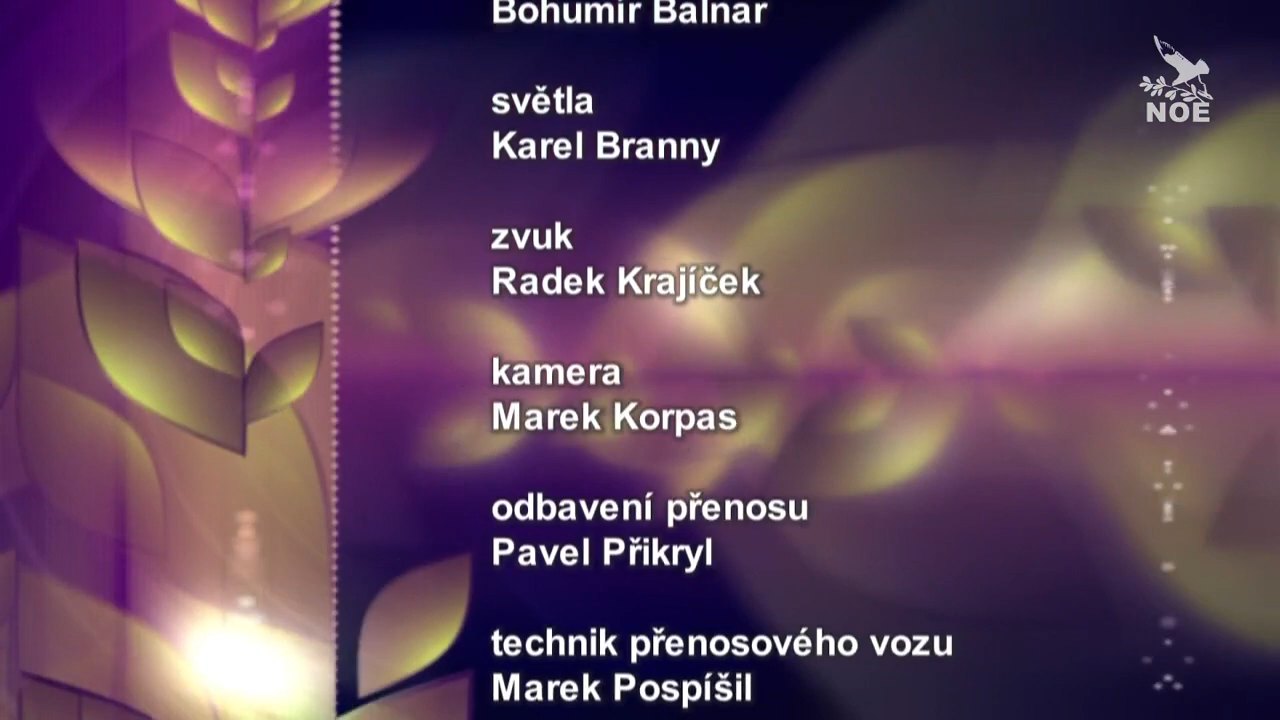 Bohumír Balnar
světla
Karel Branny
zvuk
Radek Krajíček
kamera
Marek Korpas
odbavení přenosu
Pavel Přikryl
technik přenosového vozu
Marek Pospíšil
NOE